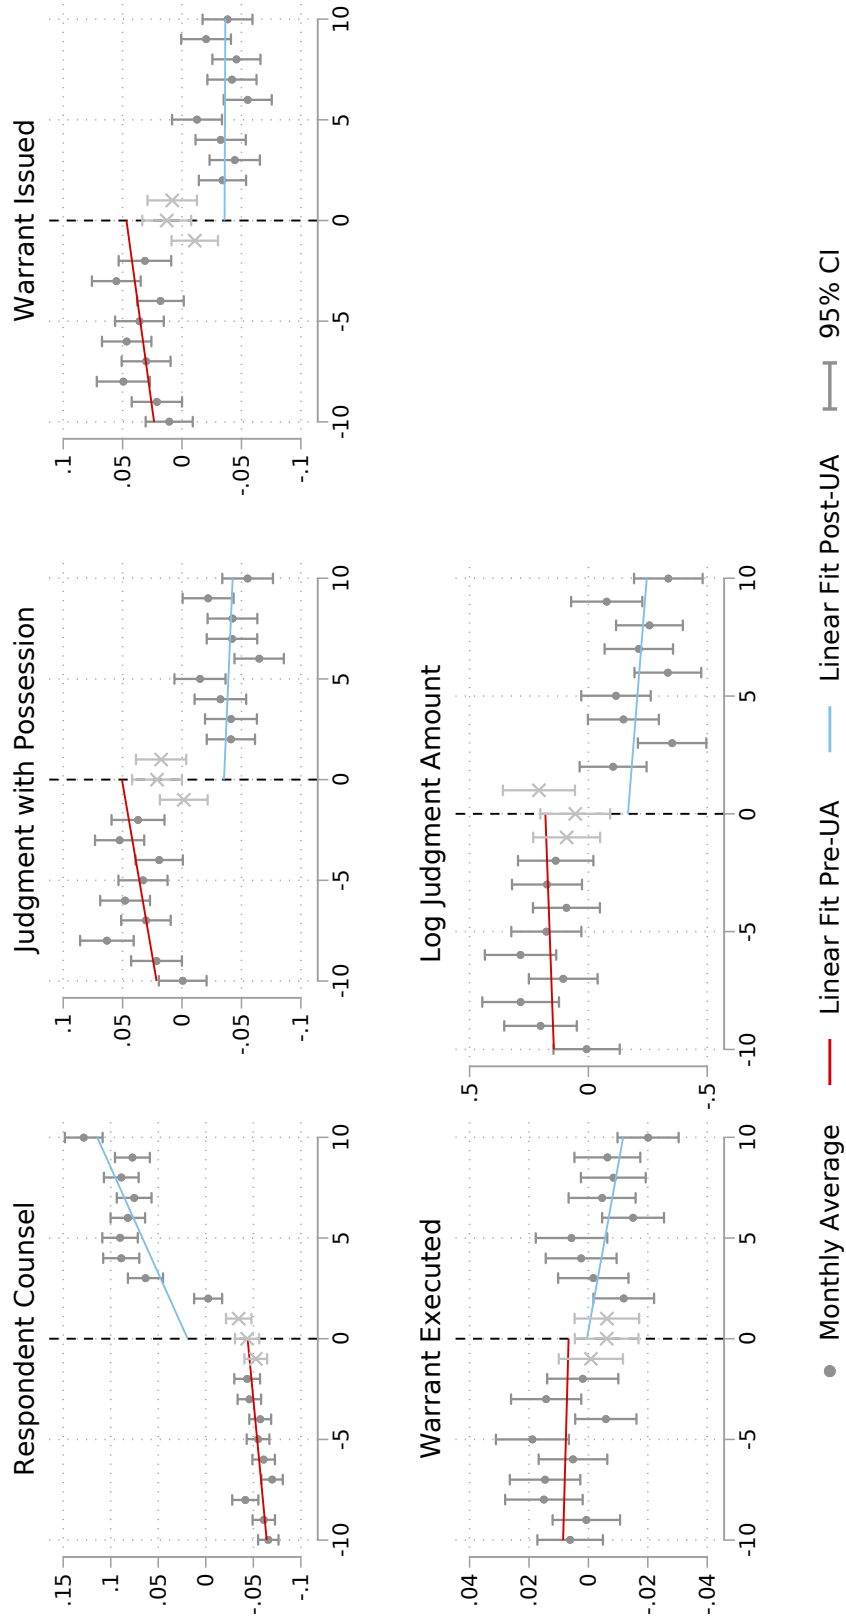 Respondent Counsel
.15
.1
.05
0
-.05
-.1
-10 -5 0 5 10
Judgment with Possession
.1
.05
0
-.05
-.1
-10 -5 0 5 10
Warrant Issued
.1
.05
0
-.05
-.1
-10 -5 0 5 10
Warrant Executed
.04
.02
0
-.02
-.04
-10 -5 0 5 10
Log Judgment Amount
.5
0
-.5
-10 -5 0 5 10
Monthly Average Linear Fit Pre-UA Linear Fit Post-UA 95% CI